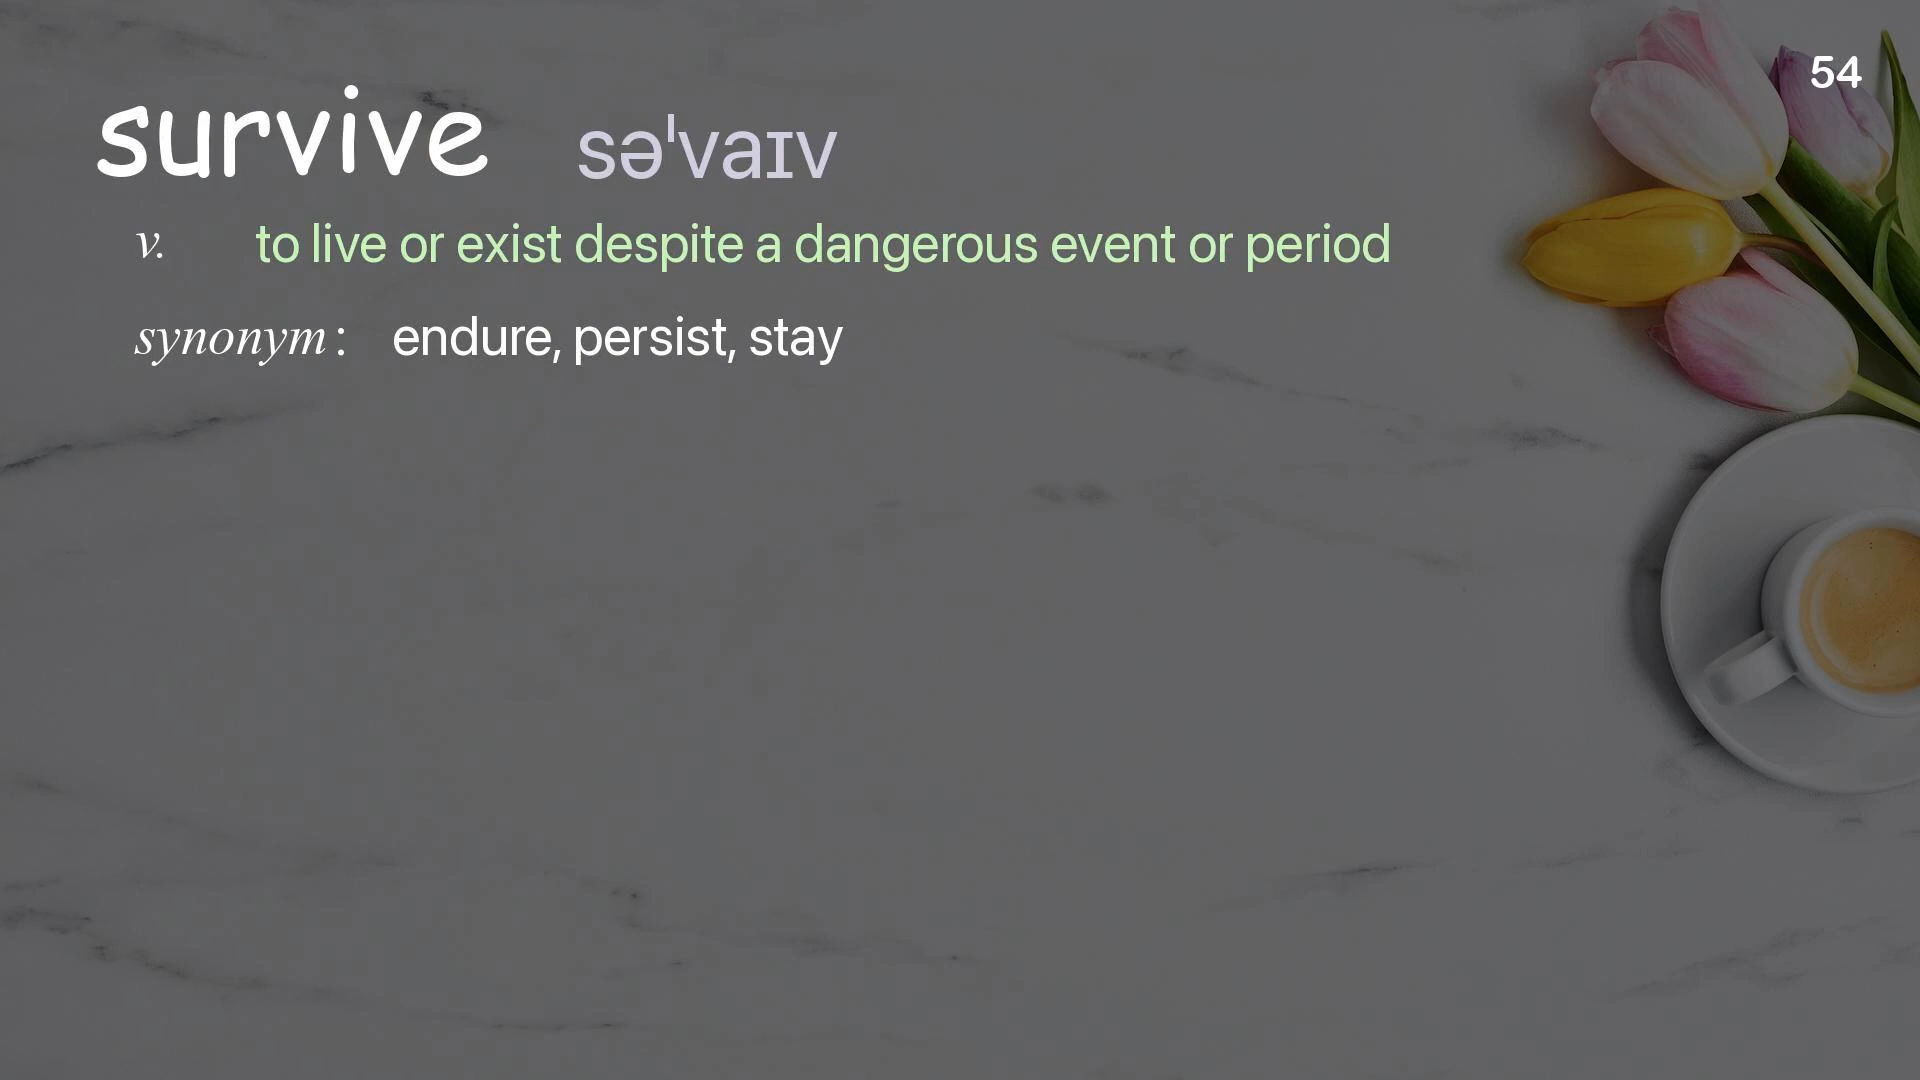 54
survive səˈvaɪv
v. to live or exist despite a dangerous event or period
synonym : endure, persist, stay